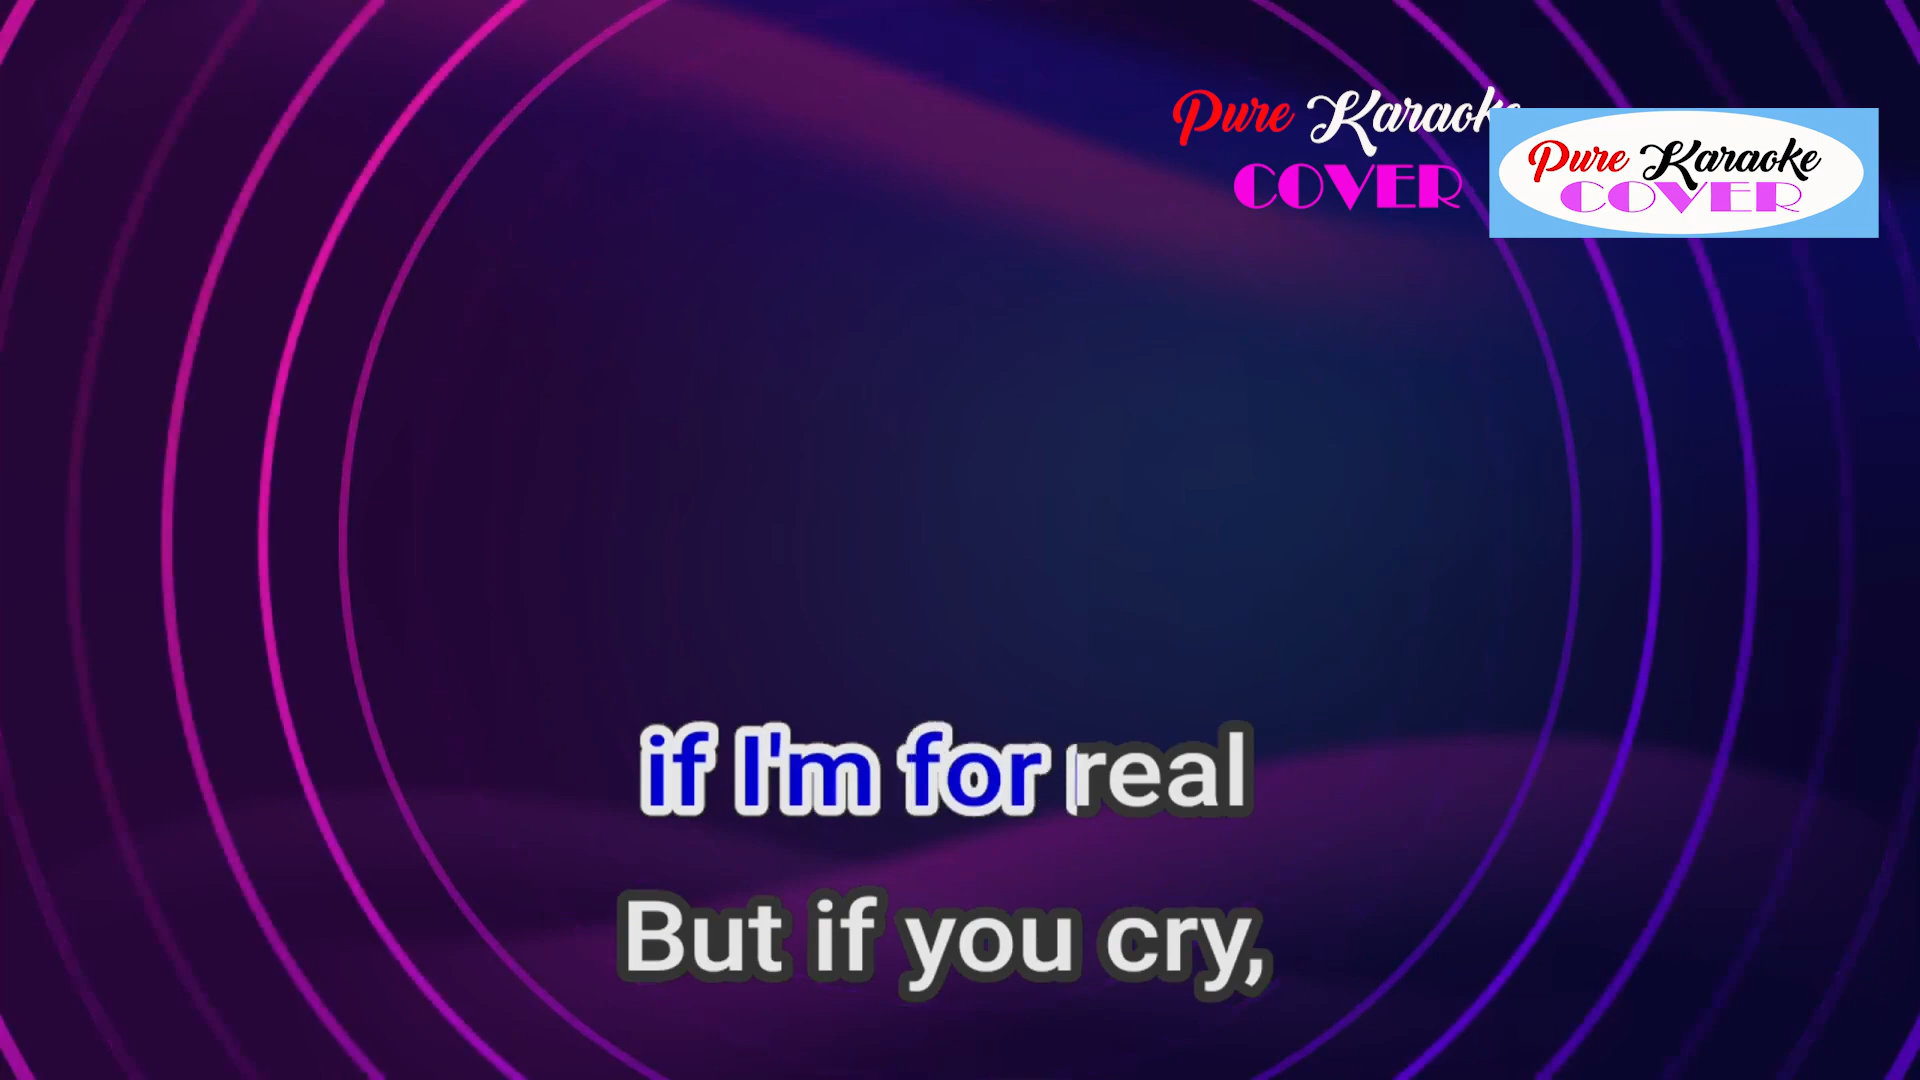 Pure Karaoke
COVER
Pure Karaoke
COVER
if I'm for real
But if you cry,